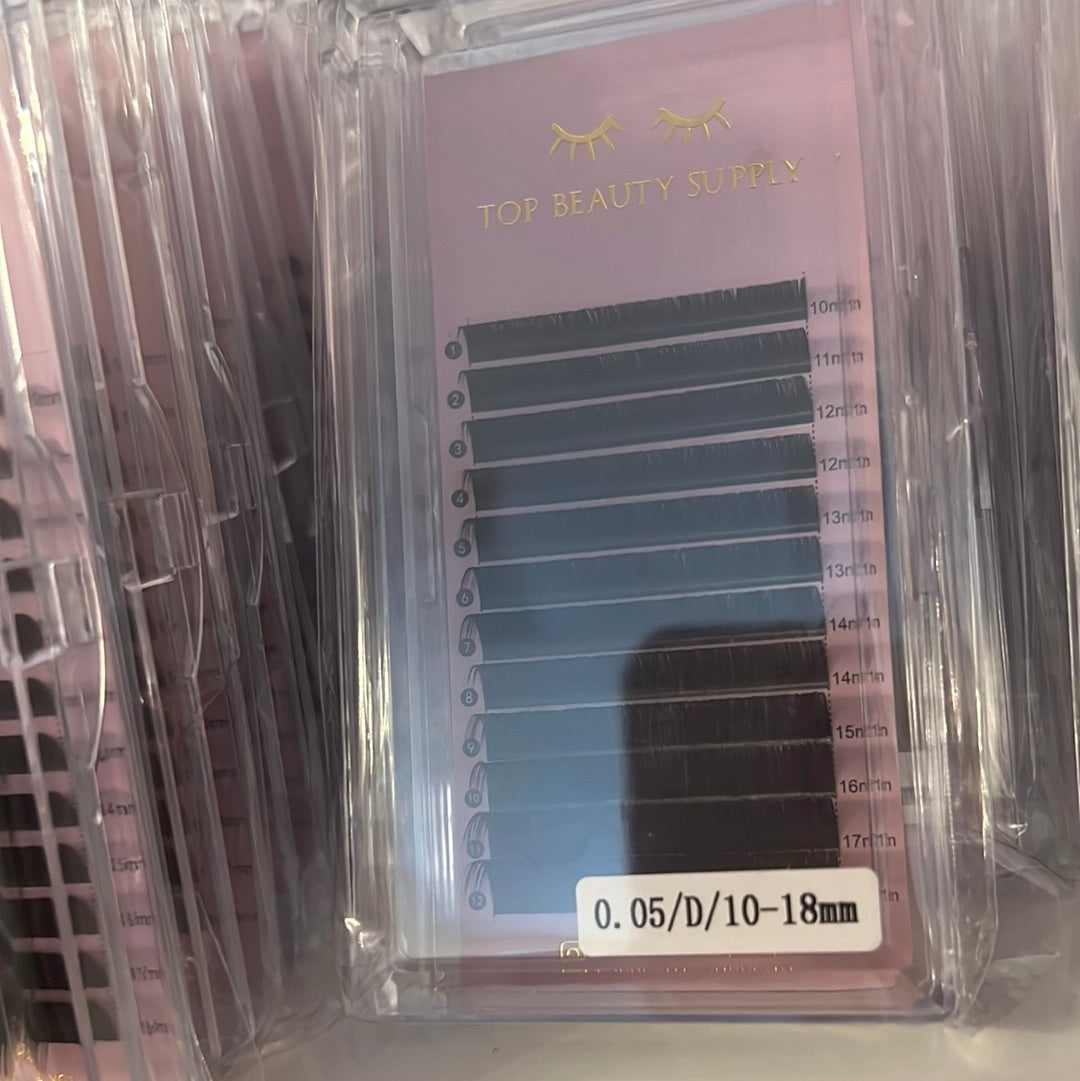 TOP BEAUTY SUPPLY
1 10mm
2 11mm
3 12mm
4 12mm
5 13mm
6 13mm
7 14mm
8 14mm
9 15mm
10 16mm
11 17mm
12
0.05/D/10-18mm